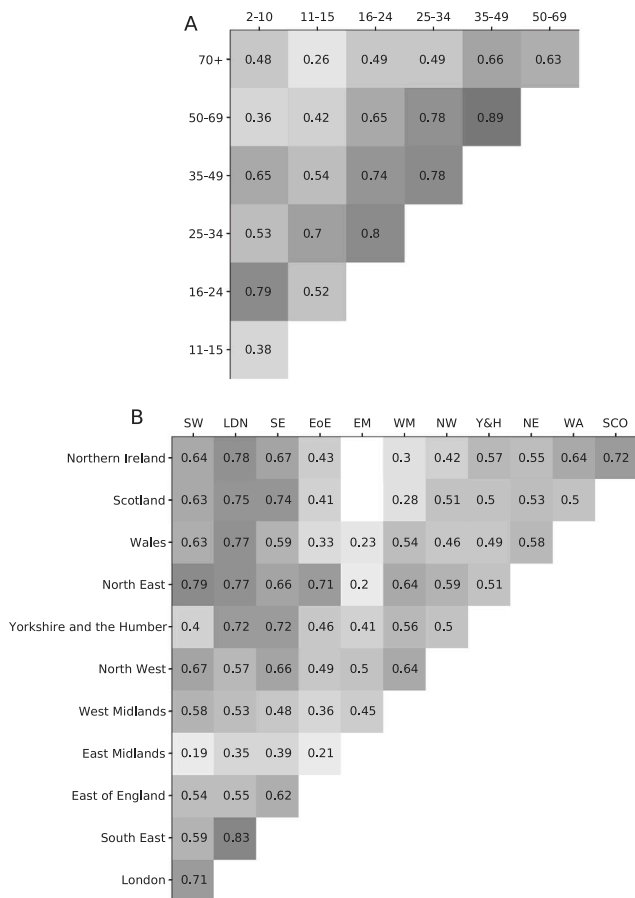 A
2-10 11-15 16-24 25-34 35-49 50-69
70+ 0.48 0.26 0.49 0.49 0.66 0.63
50-69 0.36 0.42 0.65 0.78 0.89
35-49 0.65 0.54 0.74 0.78
25-34 0.53 0.7 0.8
16-24 0.79 0.52
11-15 0.38
B
SW LDN SE EoE EM WM NW Y&H NE WA SCO
Northern Ireland 0.64 0.78 0.67 0.43 0.3 0.42 0.57 0.55 0.64 0.72
Scotland 0.63 0.75 0.74 0.41 0.28 0.51 0.5 0.53 0.5
Wales 0.63 0.77 0.59 0.33 0.23 0.54 0.46 0.49 0.58
North East 0.79 0.77 0.66 0.71 0.2 0.64 0.59 0.51
Yorkshire and the Humber 0.4 0.72 0.72 0.46 0.41 0.56 0.5
North West 0.67 0.57 0.66 0.49 0.5 0.64
West Midlands 0.58 0.53 0.48 0.36 0.45
East Midlands 0.19 0.35 0.39 0.21
East of England 0.54 0.55 0.62
South East 0.59 0.83
London 0.71